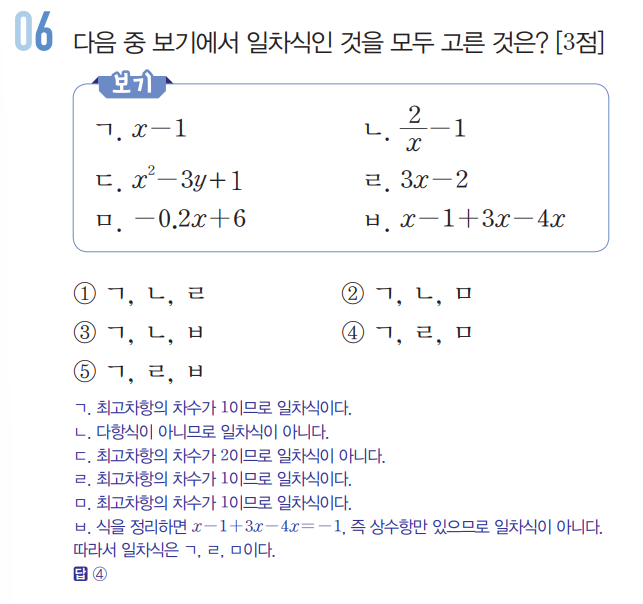 06
다음 중 보기에서 일차식인 것을 모두 고른 것은? [3점]
보기
ㄱ. x－1 ㄴ. 2/x－1
ㄷ. x²－3y＋1 ㄹ. 3x－2
ㅁ. －0.2x＋6 ㅂ. x－1＋3x－4x
① ㄱ, ㄴ, ㄹ ② ㄱ, ㄴ, ㅁ
③ ㄱ, ㄴ, ㅂ ④ ㄱ, ㄹ, ㅁ
⑤ ㄱ, ㄹ, ㅂ
ㄱ. 최고차항의 차수가 1이므로 일차식이다.
ㄴ. 다항식이 아니므로 일차식이 아니다.
ㄷ. 최고차항의 차수가 2이므로 일차식이 아니다.
ㄹ. 최고차항의 차수가 1이므로 일차식이다.
ㅁ. 최고차항의 차수가 1이므로 일차식이다.
ㅂ. 식을 정리하면 x－1＋3x－4x＝－1, 즉 상수항만 있으므로 일차식이 아니다.
따라서 일차식은 ㄱ, ㄹ, ㅁ이다.
답 ④